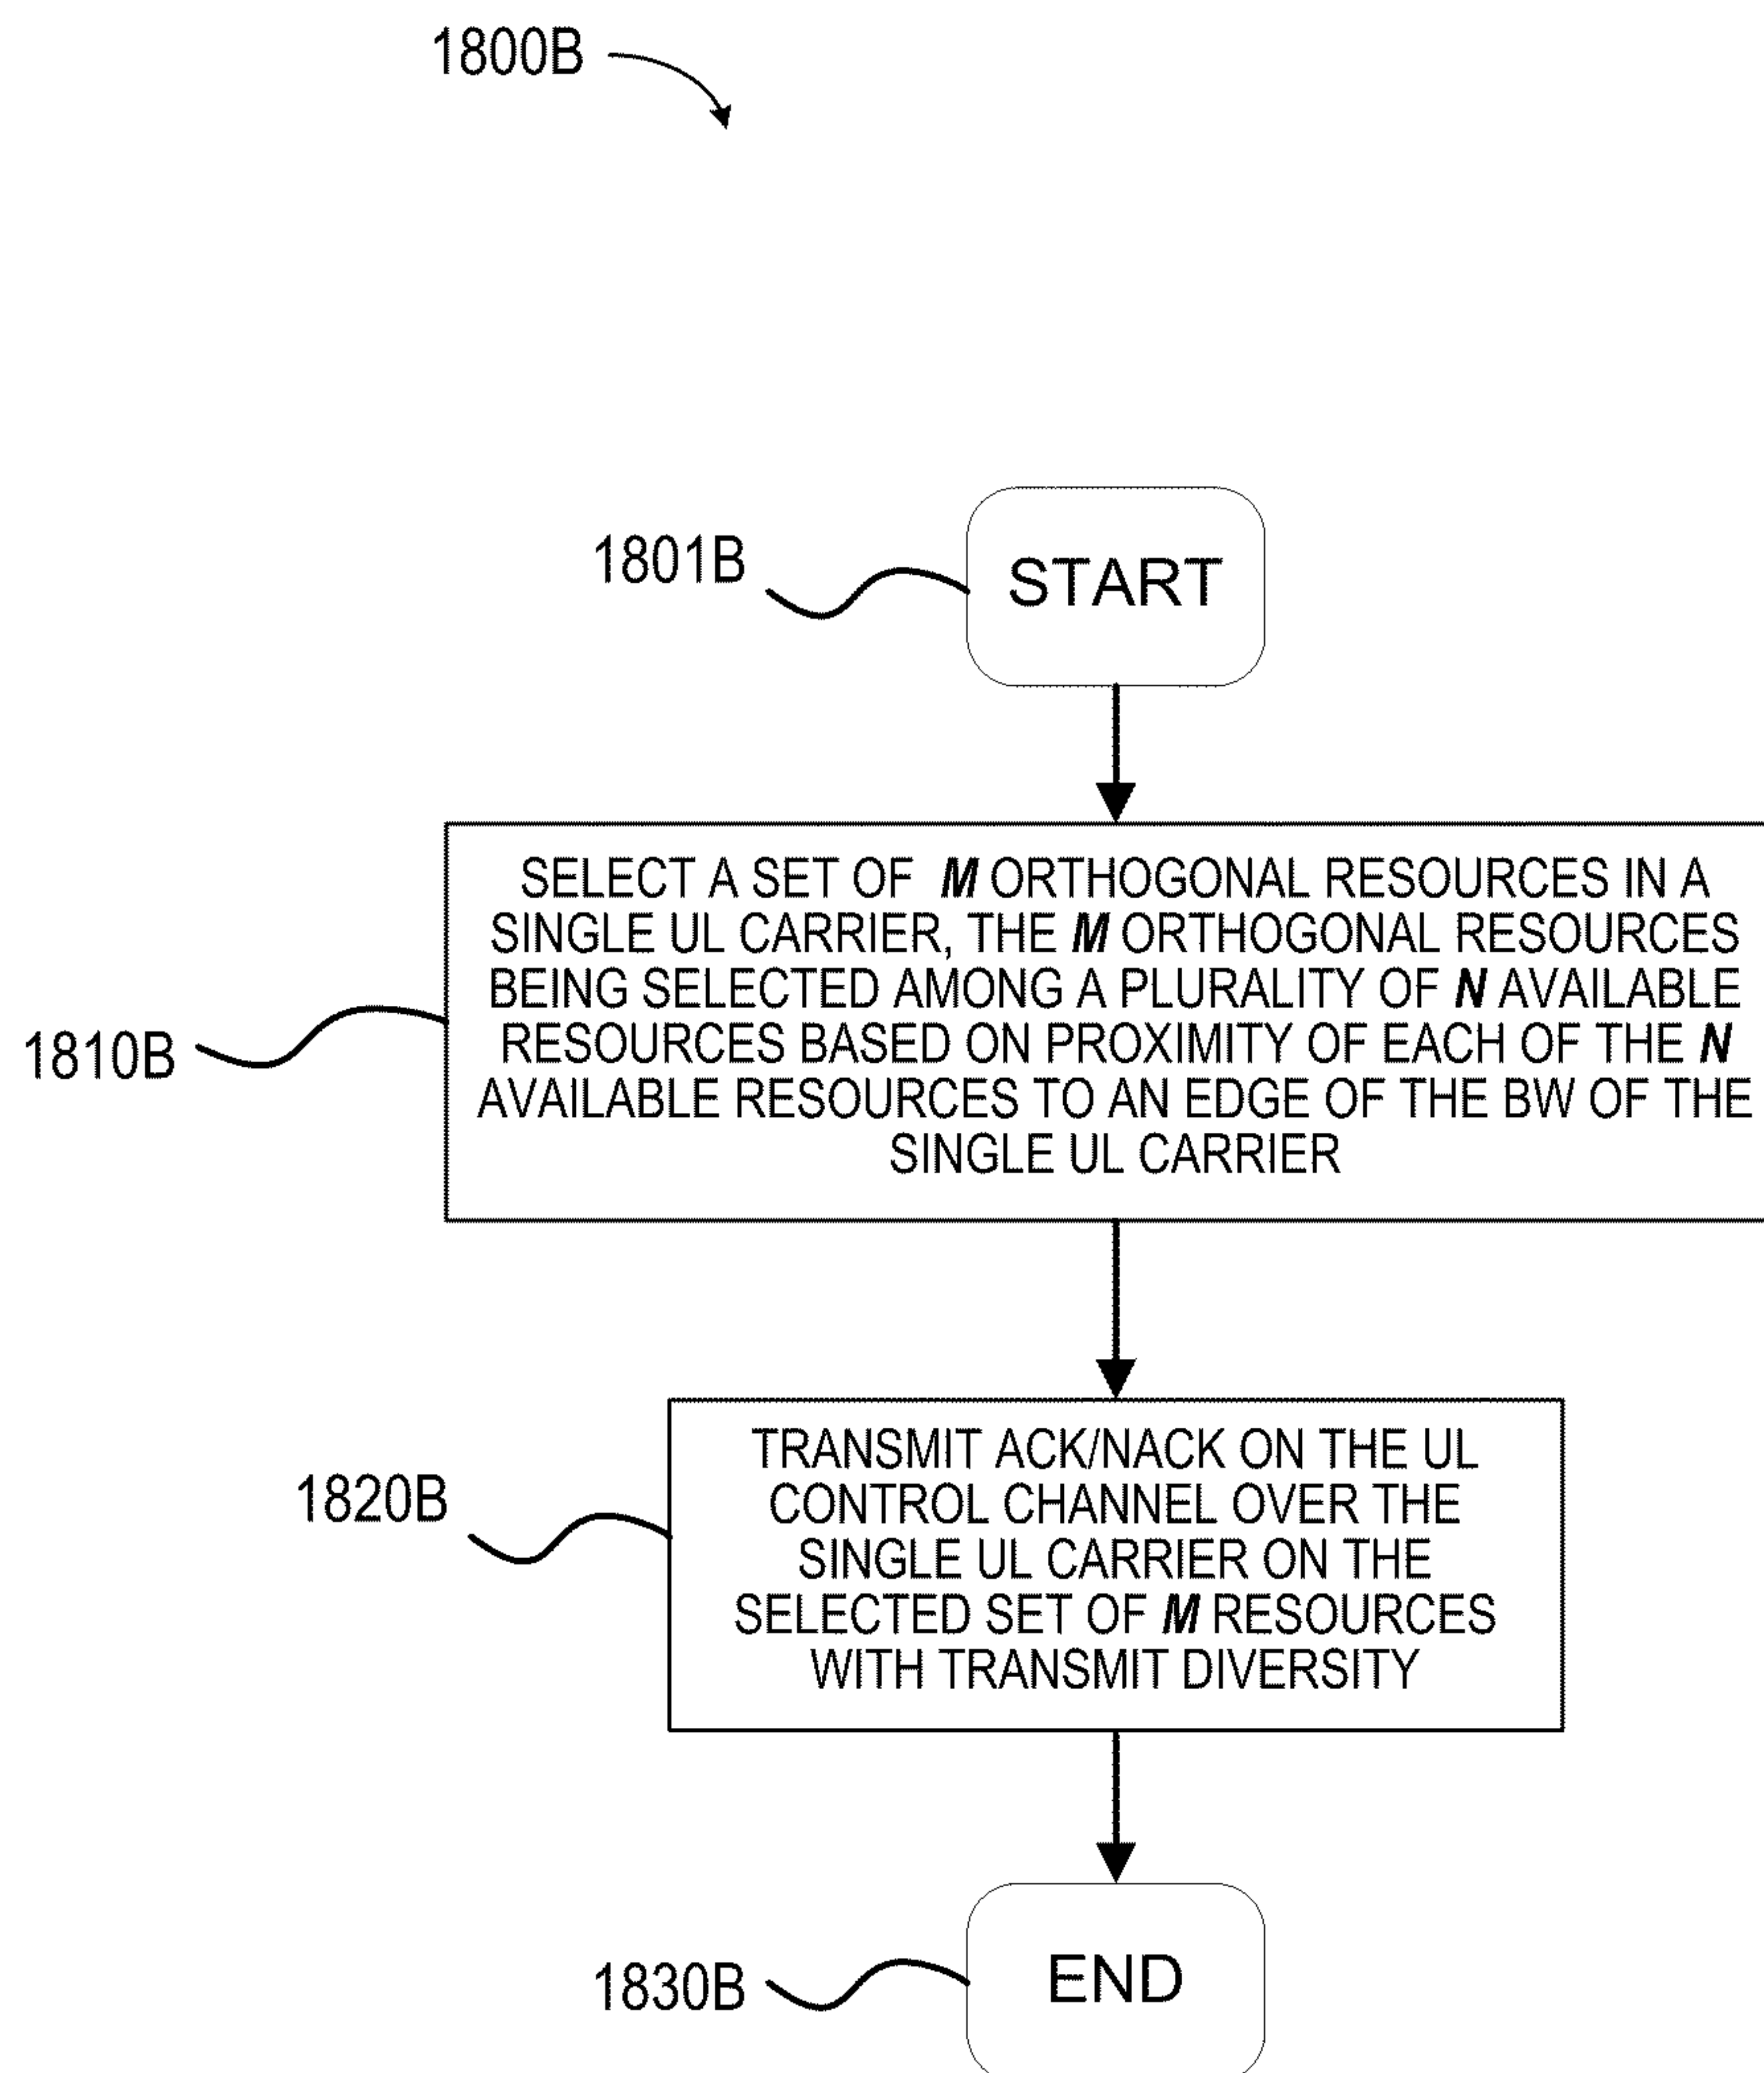 1800B
1801B
START
1810B
SELECT A SET OF M ORTHOGONAL RESOURCES IN A
SINGLE UL CARRIER, THE M ORTHOGONAL RESOURCES
BEING SELECTED AMONG A PLURALITY OF N AVAILABLE
RESOURCES BASED ON PROXIMITY OF EACH OF THE N
AVAILABLE RESOURCES TO AN EDGE OF THE BW OF THE
SINGLE UL CARRIER
1820B
TRANSMIT ACK/NACK ON THE UL
CONTROL CHANNEL OVER THE
SINGLE UL CARRIER ON THE
SELECTED SET OF M RESOURCES
WITH TRANSMIT DIVERSITY
1830B
END